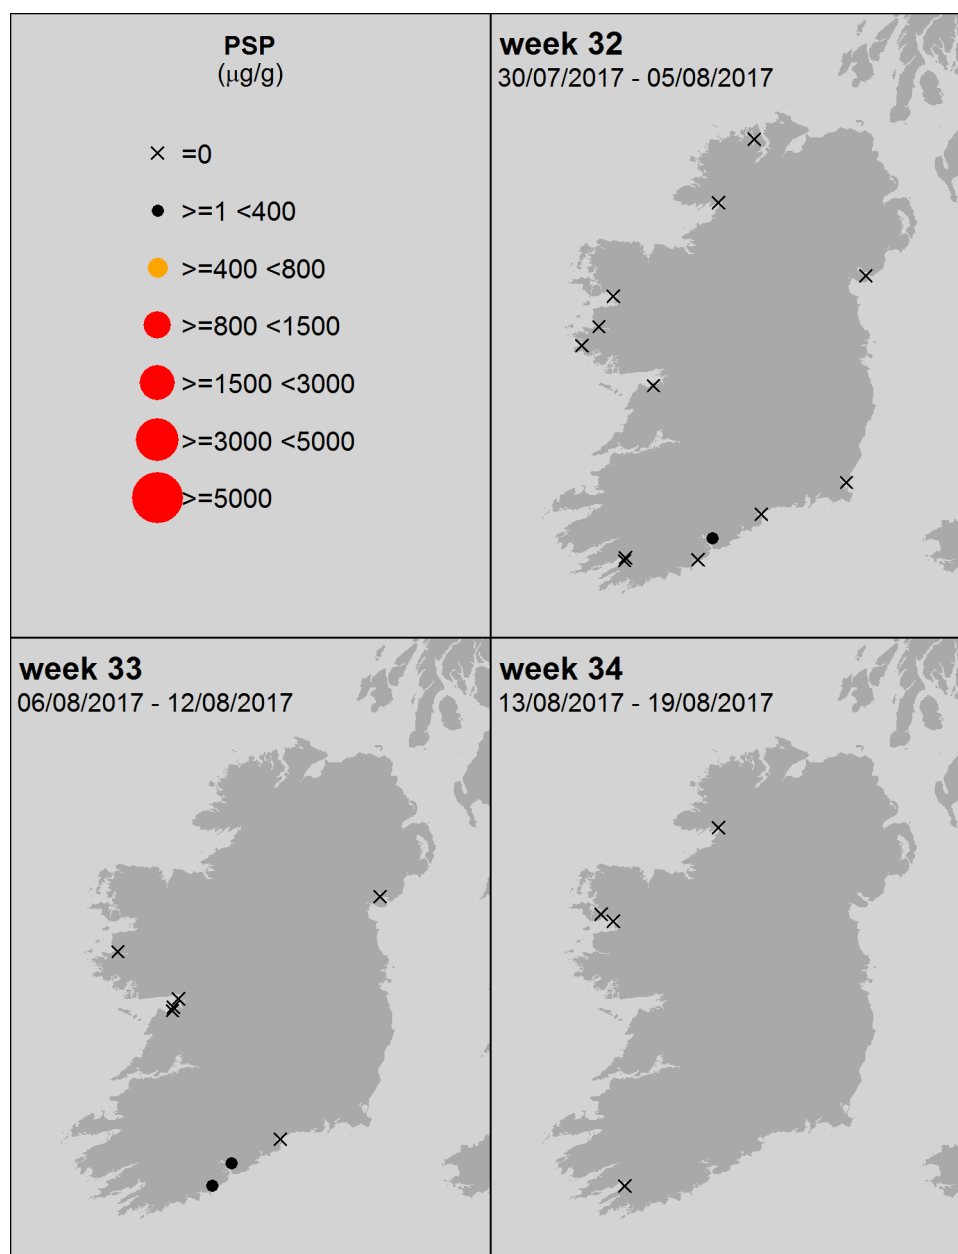 PSP
(μg/g)
=0
>=1 <400
>=400 <800
>=800 <1500
>=1500 <3000
>=3000 <5000
>=5000
week 32
30/07/2017 - 05/08/2017
week 33
06/08/2017 - 12/08/2017
week 34
13/08/2017 - 19/08/2017